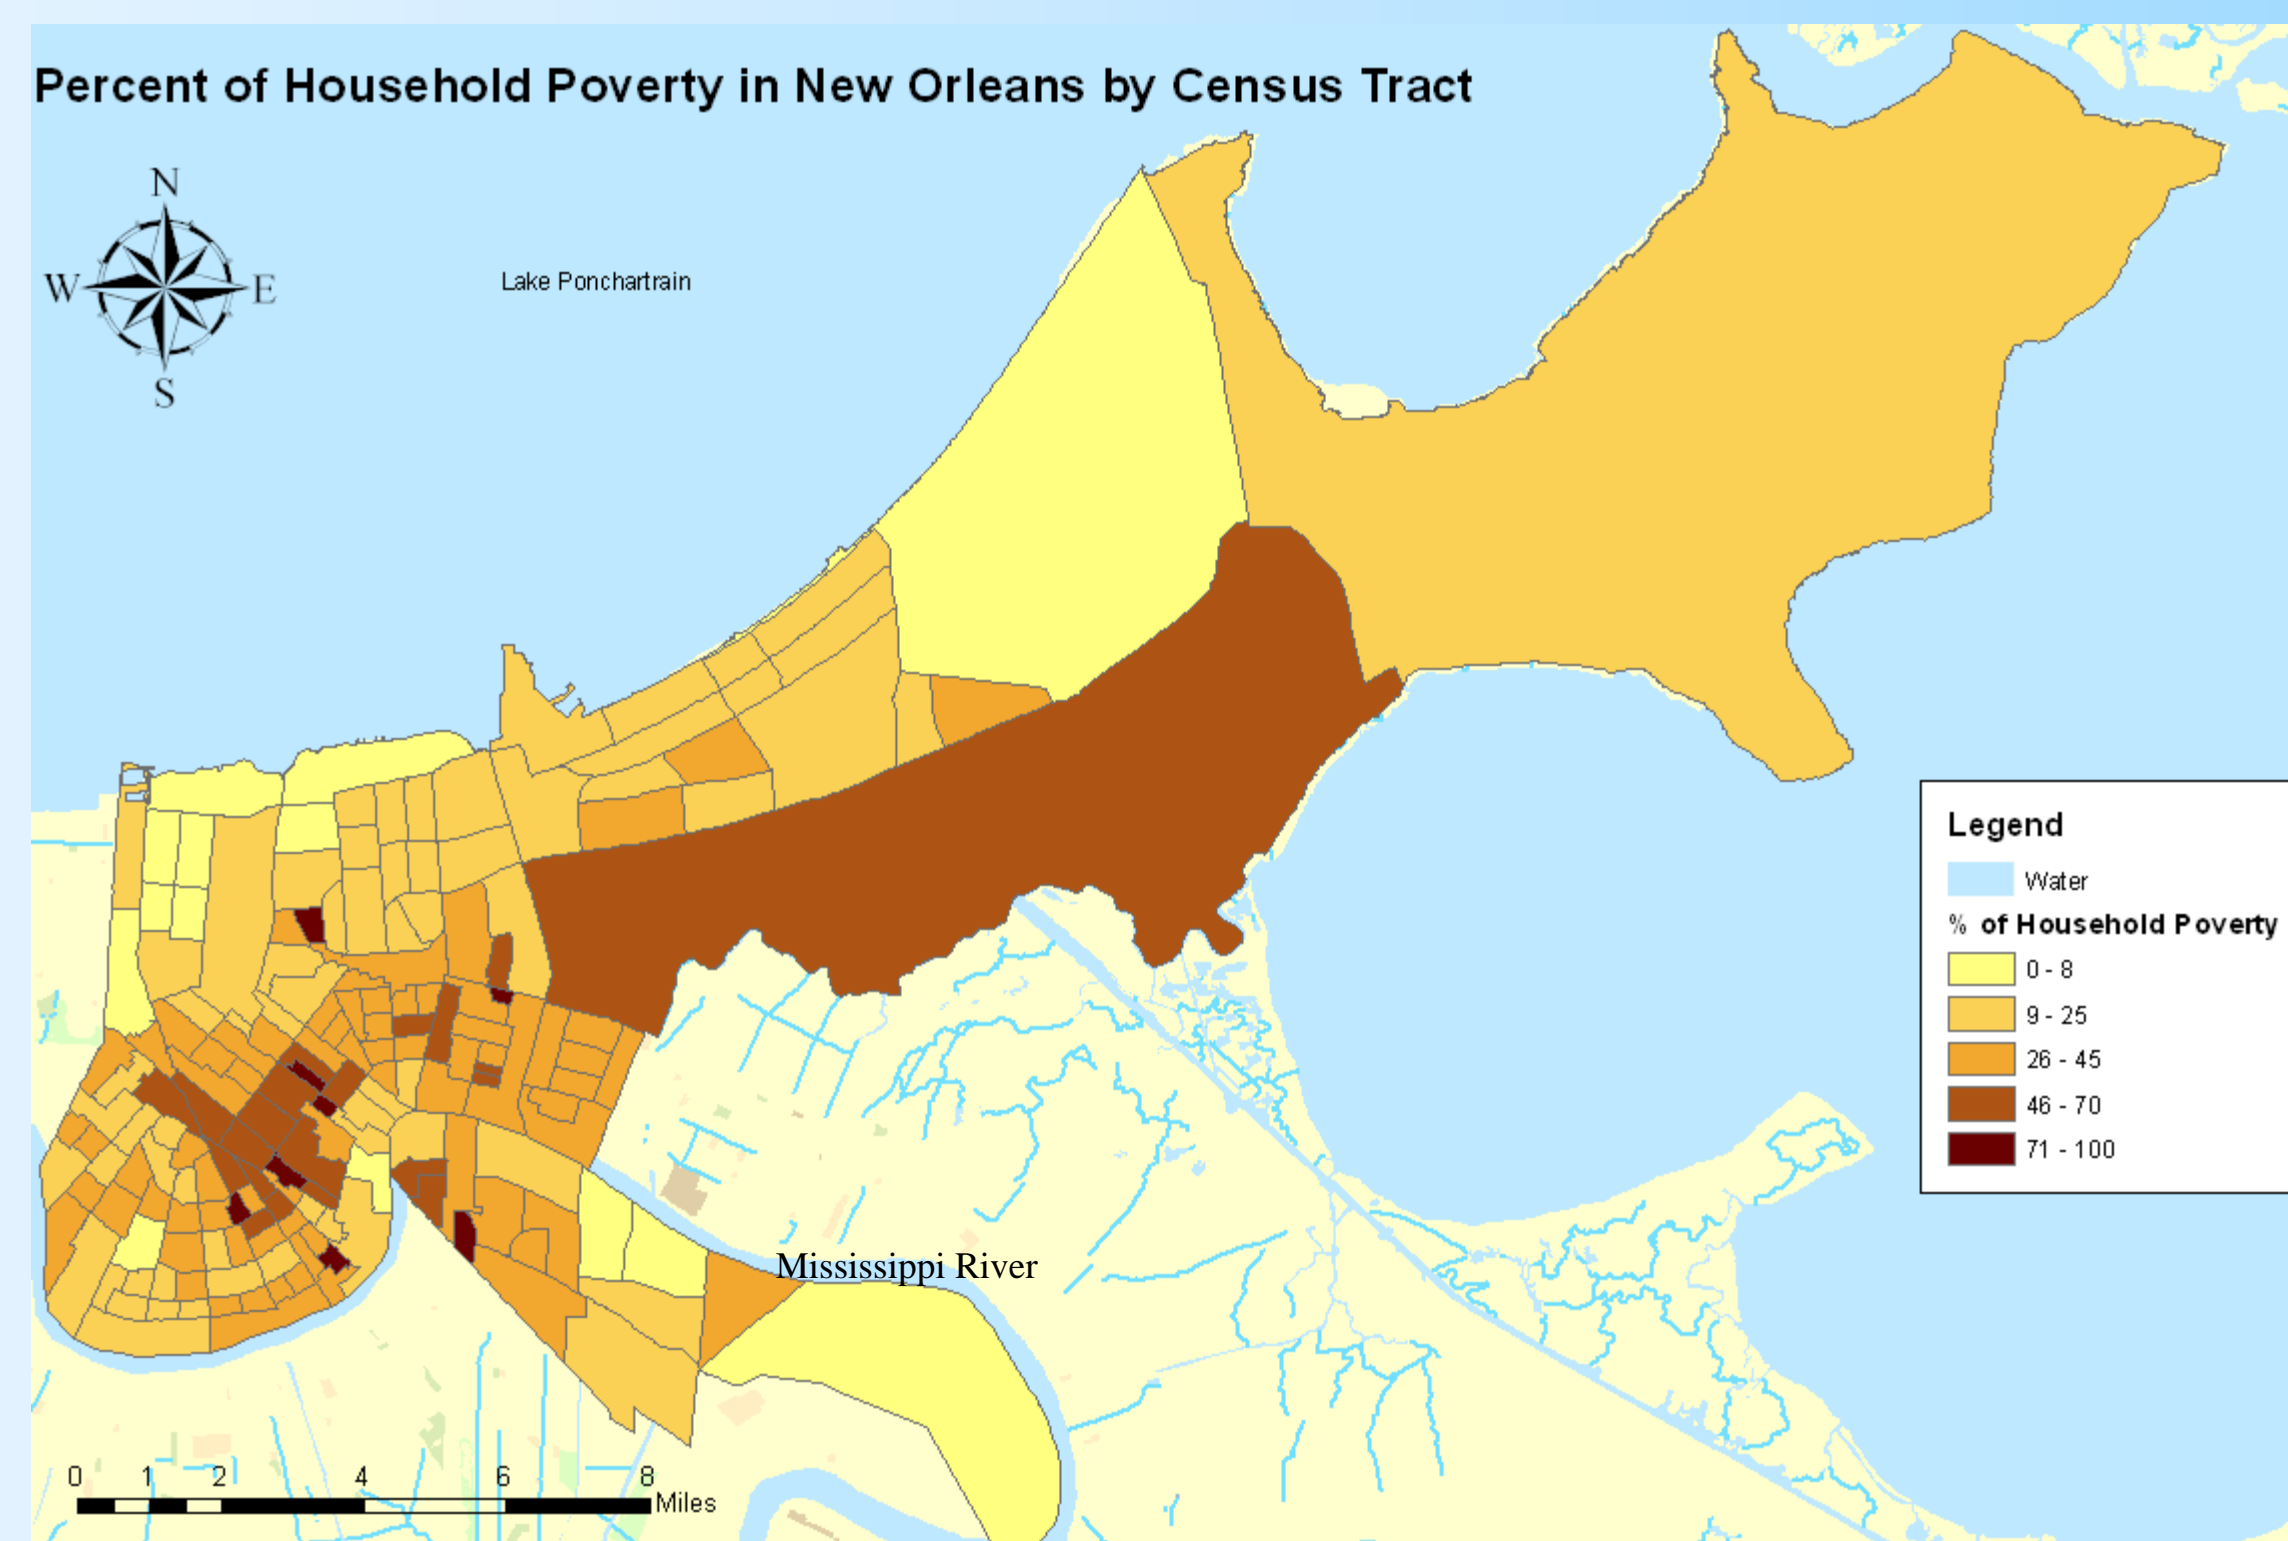 Percent of Household Poverty in New Orleans by Census Tract
N
W E
S
Lake Ponchartrain
Legend
Water
% of Household Poverty
0 - 8
9 - 25
26 - 45
46 - 70
71 - 100
Mississippi River
0 1 2 4 6 8
Miles